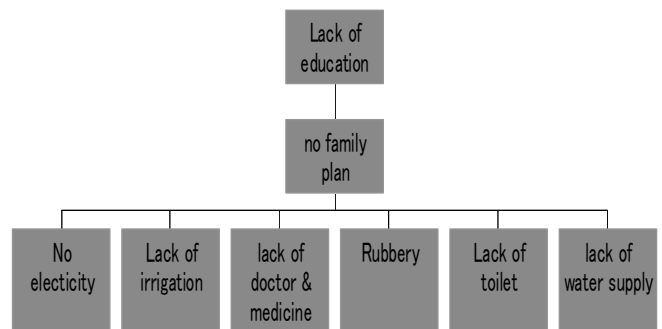 Lack of
education
no family
plan
No
electicity
Lack of
irrigation
lack of
doctor &
medicine
Rubbery
Lack of
toilet
lack of
water supply